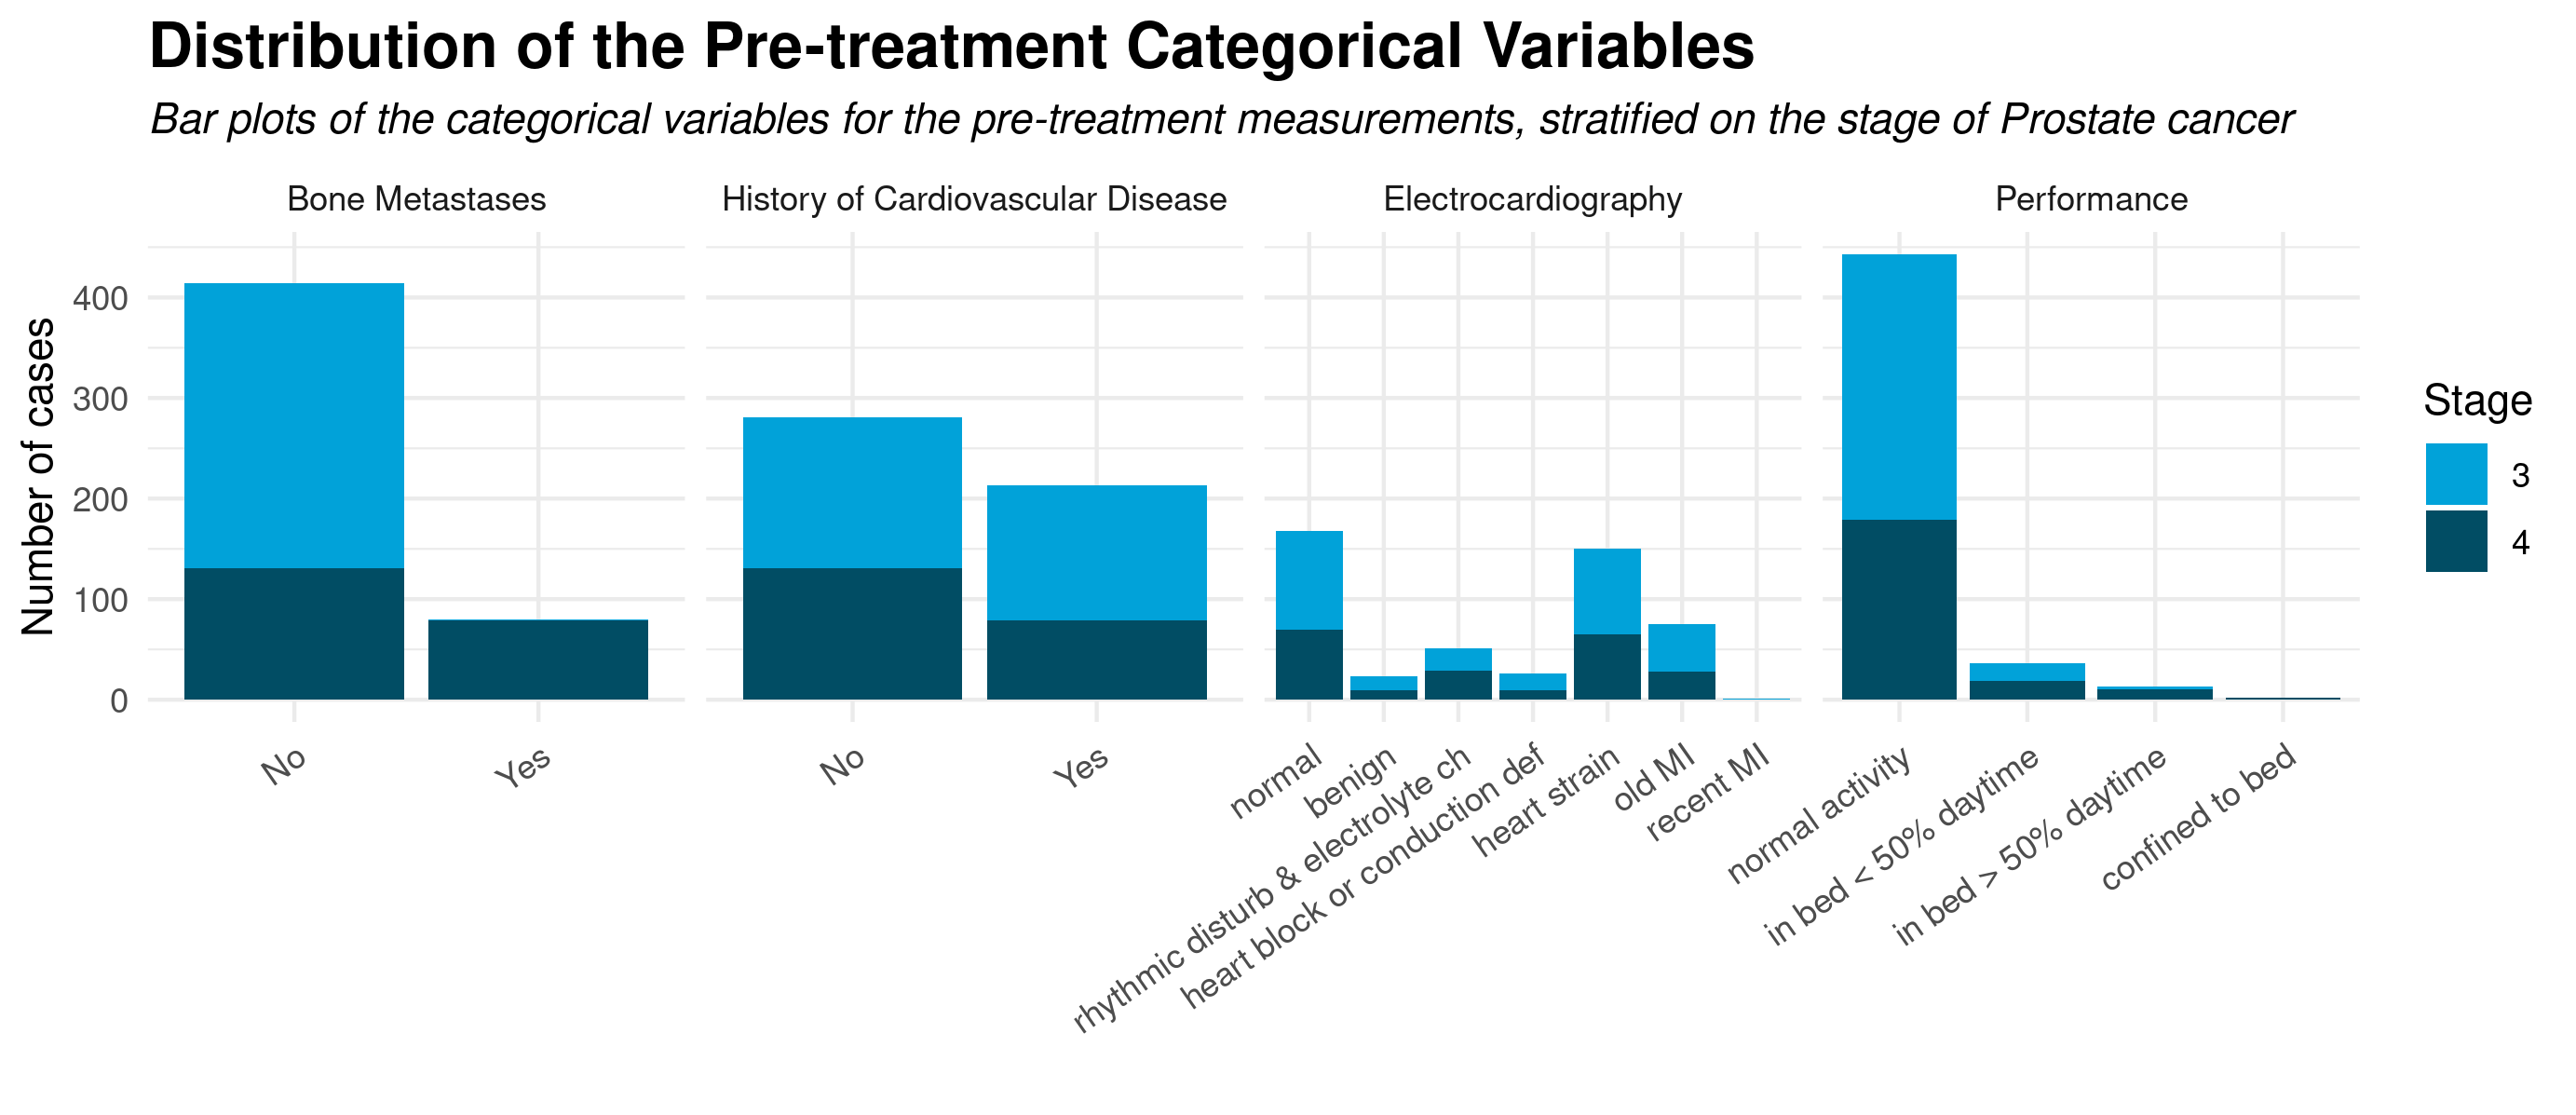 Distribution of the Pre-treatment Categorical Variables
Bar plots of the categorical variables for the pre-treatment measurements, stratified on the stage of Prostate cancer
Bone Metastases
History of Cardiovascular Disease
Electrocardiography
Performance
Number of cases
400
300
200
100
0
No
Yes
No
Yes
normal
benign
rhythmic disturb & electrolyte ch
heart block or conduction def
heart strain
old MI
recent MI
normal activity
in bed < 50% daytime
in bed > 50% daytime
confined to bed
Stage
3
4